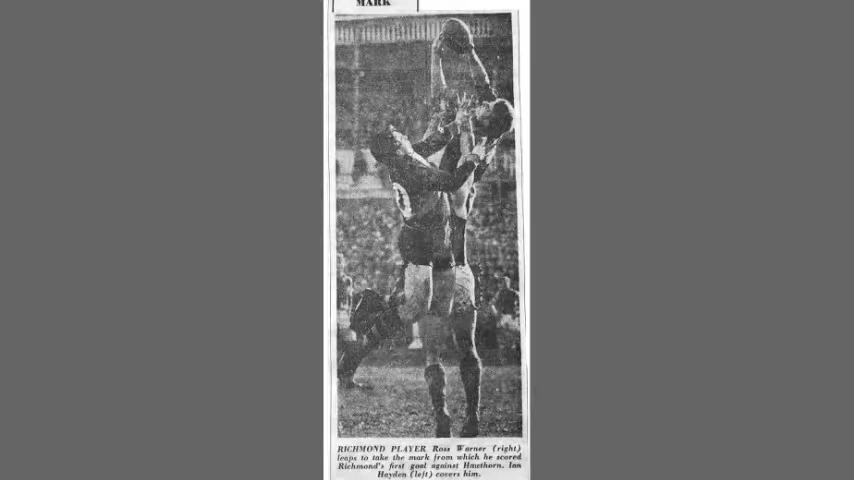 MARK
RICHMOND PLAYER Ross Warner (right)
leaps to take the mark from which he scored
Richmond's first goal against Hawthorn. Ian
Hayden (left) covers him.